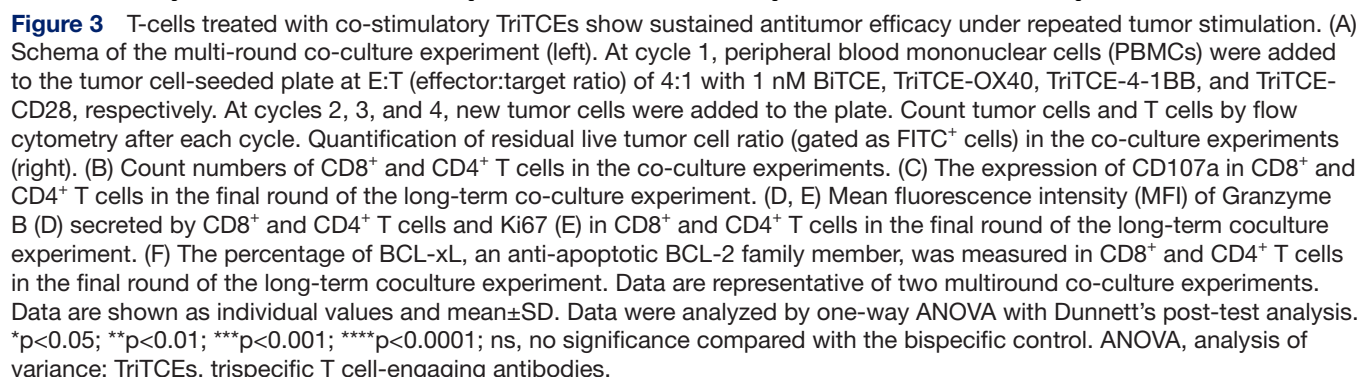 Figure 3 T-cells treated with co-stimulatory TriTCEs show sustained antitumor efficacy under repeated tumor stimulation. (A)
Schema of the multi-round co-culture experiment (left). At cycle 1, peripheral blood mononuclear cells (PBMCs) were added
to the tumor cell-seeded plate at E:T (effector:target ratio) of 4:1 with 1 nM BiTCE, TriTCE-OX40, TriTCE-4-1BB, and TriTCE-
CD28, respectively. At cycles 2, 3, and 4, new tumor cells were added to the plate. Count tumor cells and T cells by flow
cytometry after each cycle. Quantification of residual live tumor cell ratio (gated as FITC⁺ cells) in the co-culture experiments
(right). (B) Count numbers of CD8⁺ and CD4⁺ T cells in the co-culture experiments. (C) The expression of CD107a in CD8⁺ and
CD4⁺ T cells in the final round of the long-term co-culture experiment. (D, E) Mean fluorescence intensity (MFI) of Granzyme
B (D) secreted by CD8⁺ and CD4⁺ T cells and Ki67 (E) in CD8⁺ and CD4⁺ T cells in the final round of the long-term coculture
experiment. (F) The percentage of BCL-xL, an anti-apoptotic BCL-2 family member, was measured in CD8⁺ and CD4⁺ T cells
in the final round of the long-term coculture experiment. Data are representative of two multiround co-culture experiments.
Data are shown as individual values and mean±SD. Data were analyzed by one-way ANOVA with Dunnett's post-test analysis.
*p<0.05; **p<0.01; ***p<0.001; ****p<0.0001; ns, no significance compared with the bispecific control. ANOVA, analysis of
variance; TriTCEs, trispecific T cell-engaging antibodies.